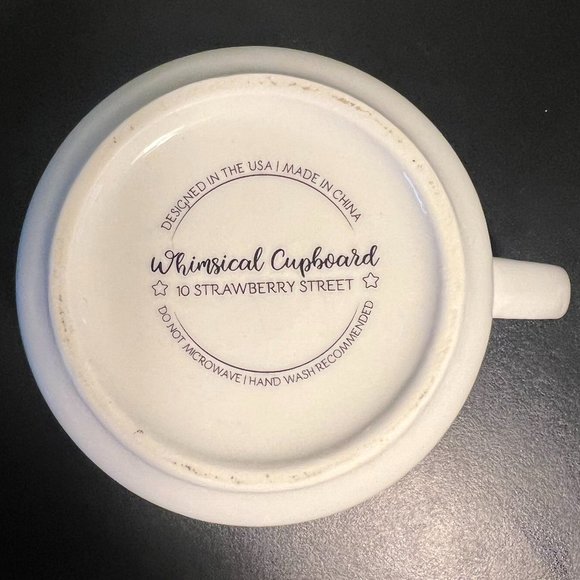 DESIGNED IN THE USA | MADE IN CHINA
Whimsical Cupboard
10 STRAWBERRY STREET
DO NOT MICROWAVE | HAND WASH RECOMMENDED